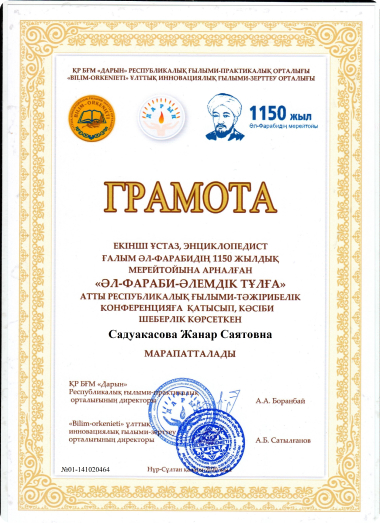 ҚР БҒМ «ДАРЫН» РЕСПУБЛИКАЛЫҚ ҒЫЛЫМИ-ПРАКТИКАЛЫҚ ОРТАЛЫҒЫ
«BILIM-ORKENIETI» ҰЛТТЫҚ ИННОВАЦИЯЛЫҚ ҒЫЛЫМИ-ЗЕРТТЕУ ОРТАЛЫҒЫ
BILIM-ORKENIETI
ДАРЫН
1150 жыл
Әл-Фарабидің мерейтойы
ГРАМОТА
ЕКІНШІ ҰСТАЗ, ЭНЦИКЛОПЕДИСТ
ҒАЛЫМ ӘЛ-ФАРАБИДІҢ 1150 ЖЫЛДЫҚ
МЕРЕЙТОЙЫНА АРНАЛҒАН
«ӘЛ-ФАРАБИ-ӘЛЕМДІК ТҰЛҒА»
АТТЫ РЕСПУБЛИКАЛЫҚ ҒЫЛЫМИ-ТӘЖІРИБЕЛІК
КОНФЕРЕНЦИЯҒА ҚАТЫСЫП, КӘСІБИ
ШЕБЕРЛІК КӨРСЕТКЕН
Садуакасова Жанар Саятовна
МАРАПАТТАЛАДЫ
ҚР БҒМ «Дарын»
Республикалық ғылыми-практикалық
орталығының директоры
А.А. Боранбай
«Bilim-orkenieti» ұлттық
инновациялық ғылыми-зерттеу
орталығының директоры
А.Б. Сатылғанов
№01-141020464
Нұр-Сұлтан